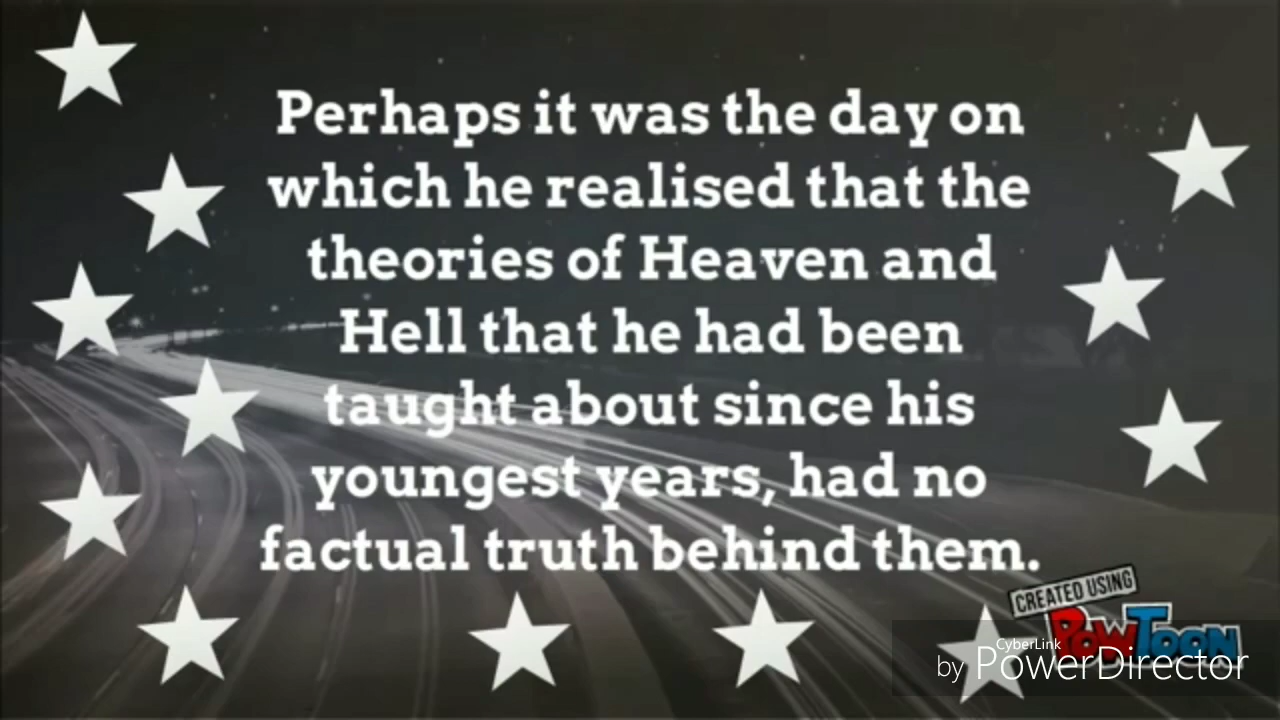 Perhaps it was the day on
which he realised that the
theories of Heaven and
Hell that he had been
taught about since his
youngest years, had no
factual truth behind them.
CREATED USING
POWTOON
CyberLink
by PowerDirector